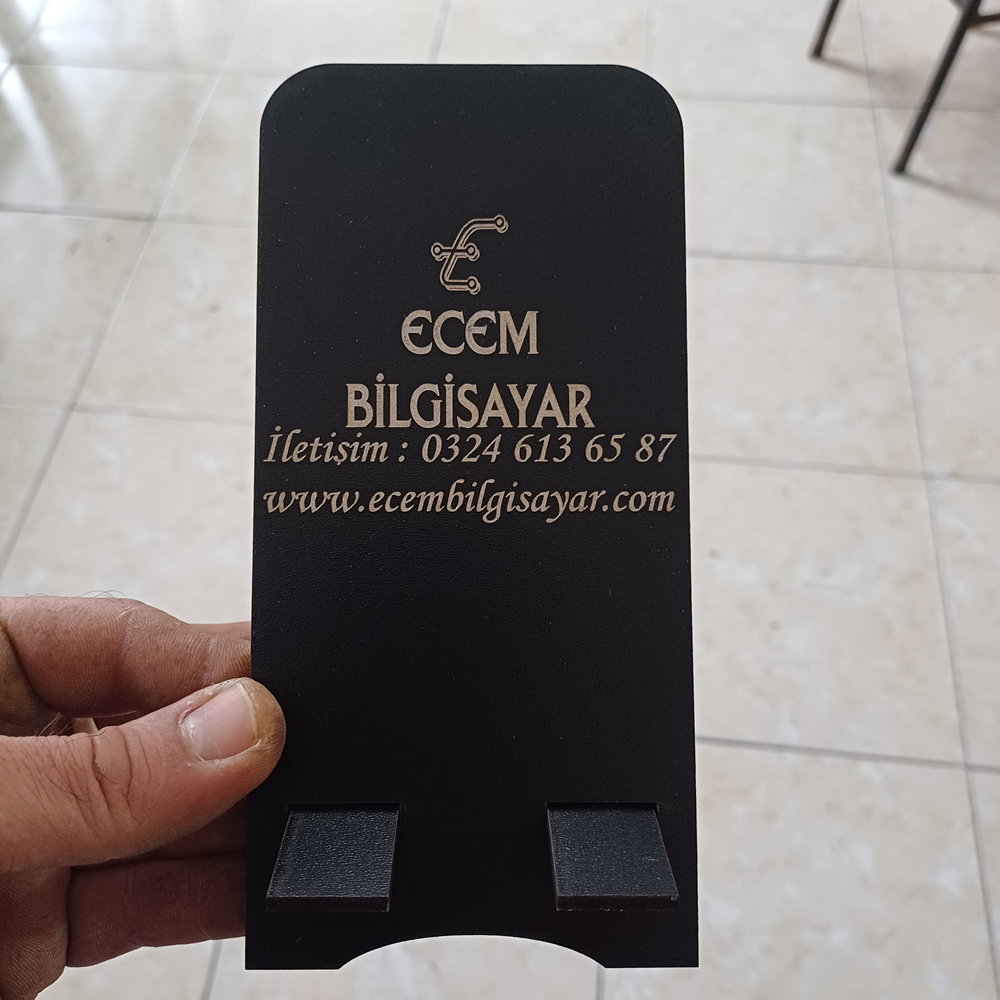 ECEM
BİLGİSAYAR
İletişim : 0324 613 65 87
www.ecembilgisayar.com